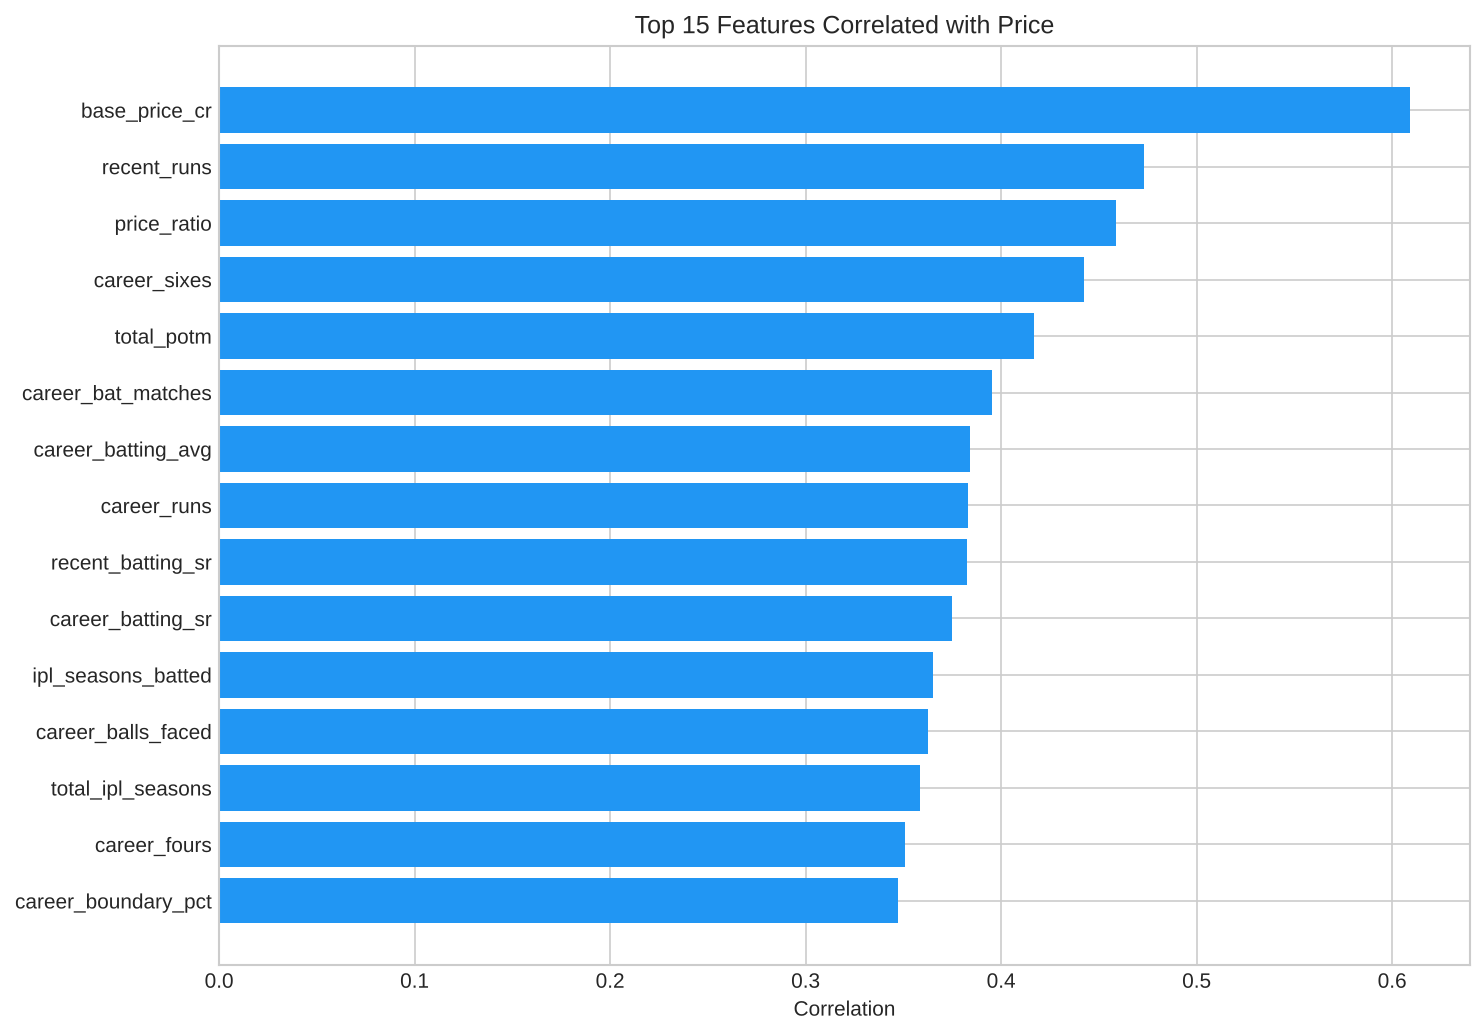 Top 15 Features Correlated with Price
base_price_cr
recent_runs
price_ratio
career_sixes
total_potm
career_bat_matches
career_batting_avg
career_runs
recent_batting_sr
career_batting_sr
ipl_seasons_batted
career_balls_faced
total_ipl_seasons
career_fours
career_boundary_pct
0.0 0.1 0.2 0.3 0.4 0.5 0.6
Correlation